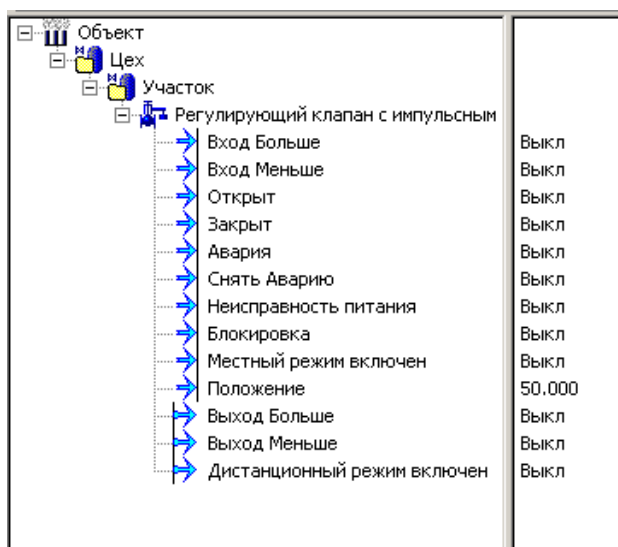 Объект
Цех
Участок
Регулирующий клапан с импульсным
Вход Больше Выкл
Вход Меньше Выкл
Открыт Выкл
Закрыт Выкл
Авария Выкл
Снять Аварию Выкл
Неисправность питания Выкл
Блокировка Выкл
Местный режим включен Выкл
Положение 50.000
Выход Больше Выкл
Выход Меньше Выкл
Дистанционный режим включен Выкл